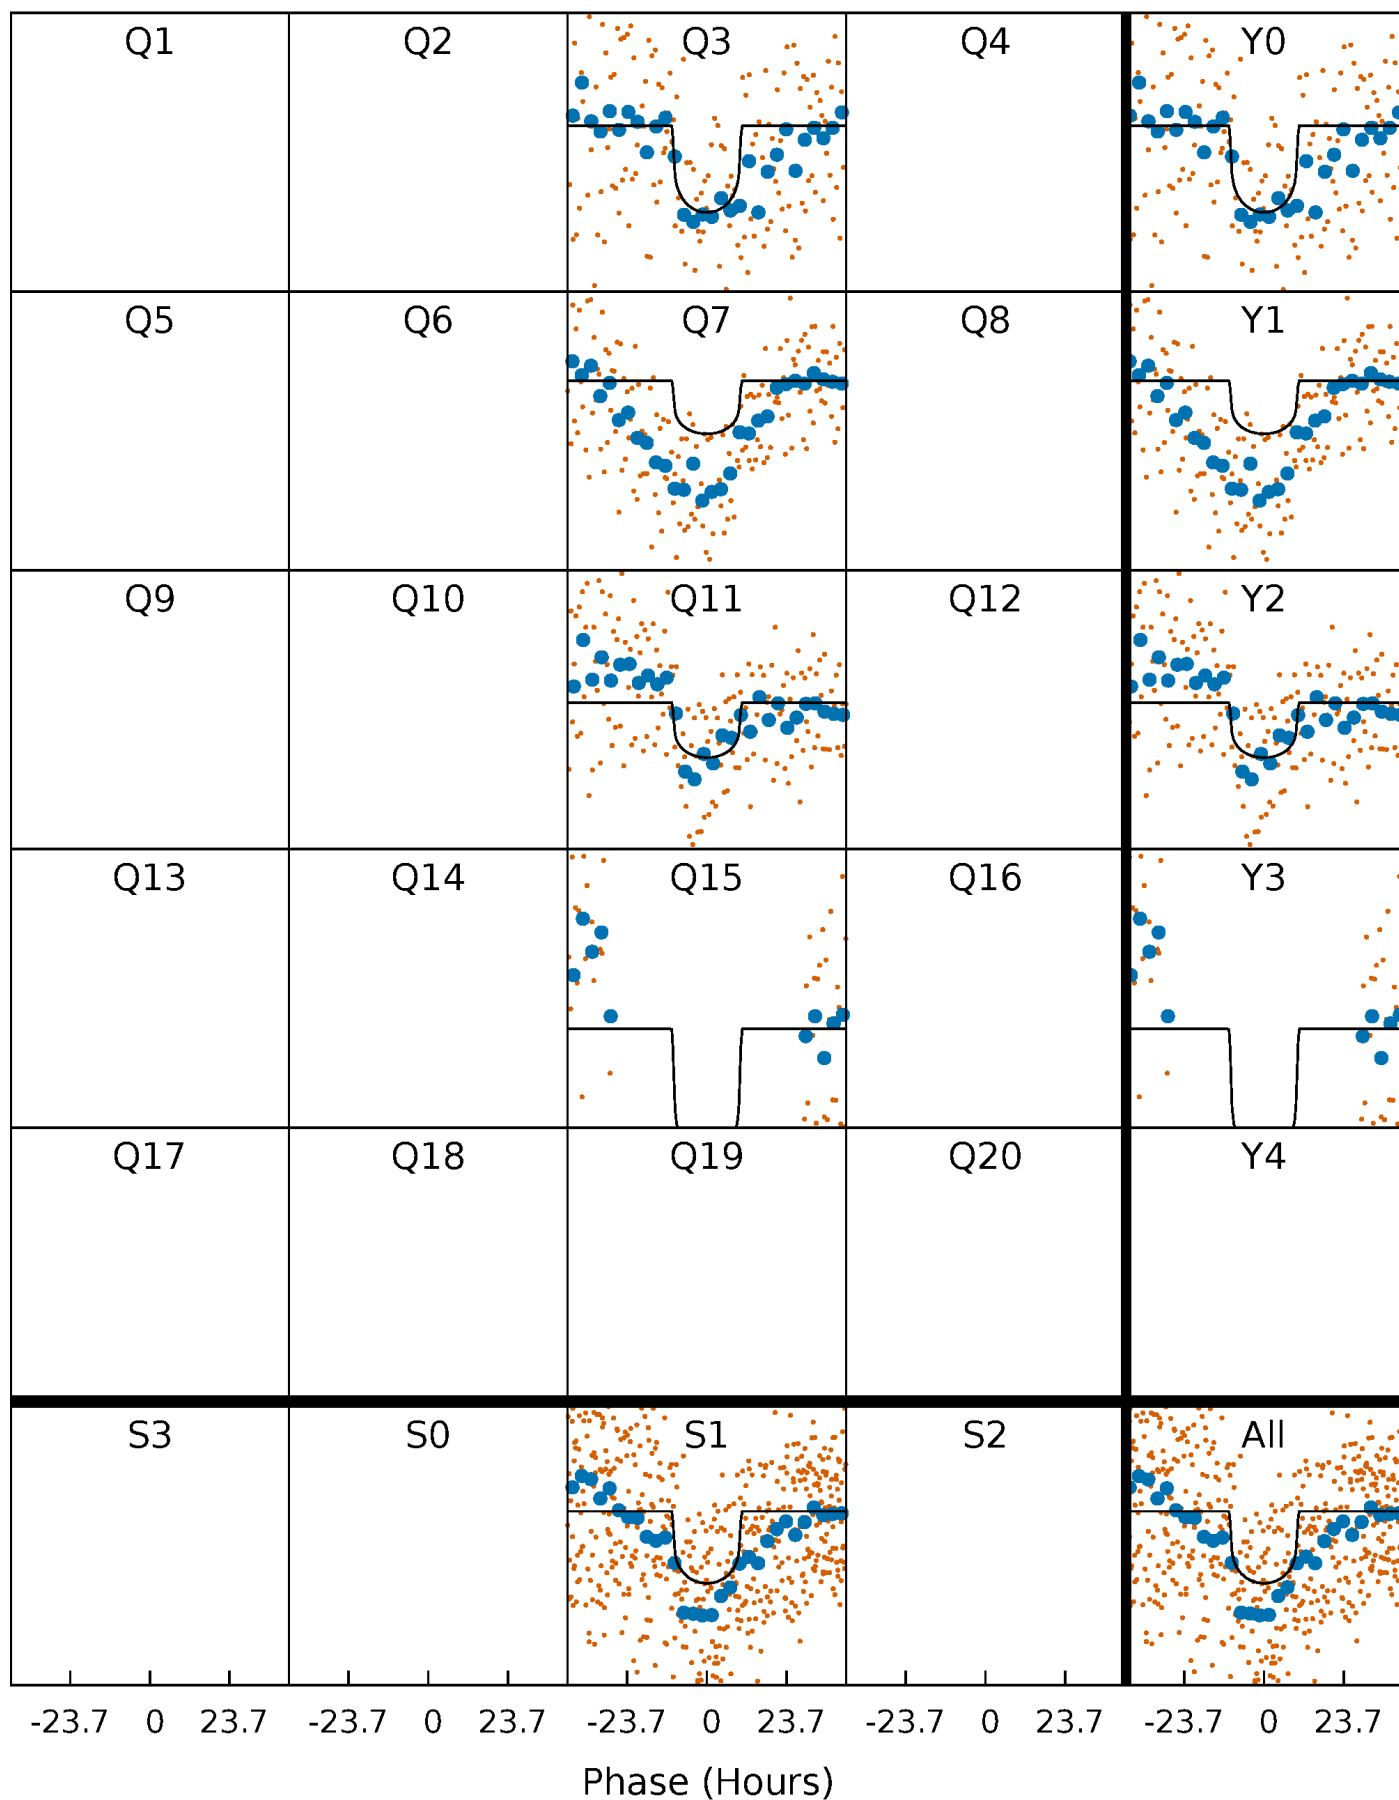 Q1 Q2 Q3 Q4 Y0
Q5 Q6 Q7 Q8 Y1
Q9 Q10 Q11 Q12 Y2
Q13 Q14 Q15 Q16 Y3
Q17 Q18 Q19 Q20 Y4
S3 S0 S1 S2 All
-23.7 0 23.7 -23.7 0 23.7 -23.7 0 23.7 -23.7 0 23.7 -23.7 0 23.7
Phase (Hours)